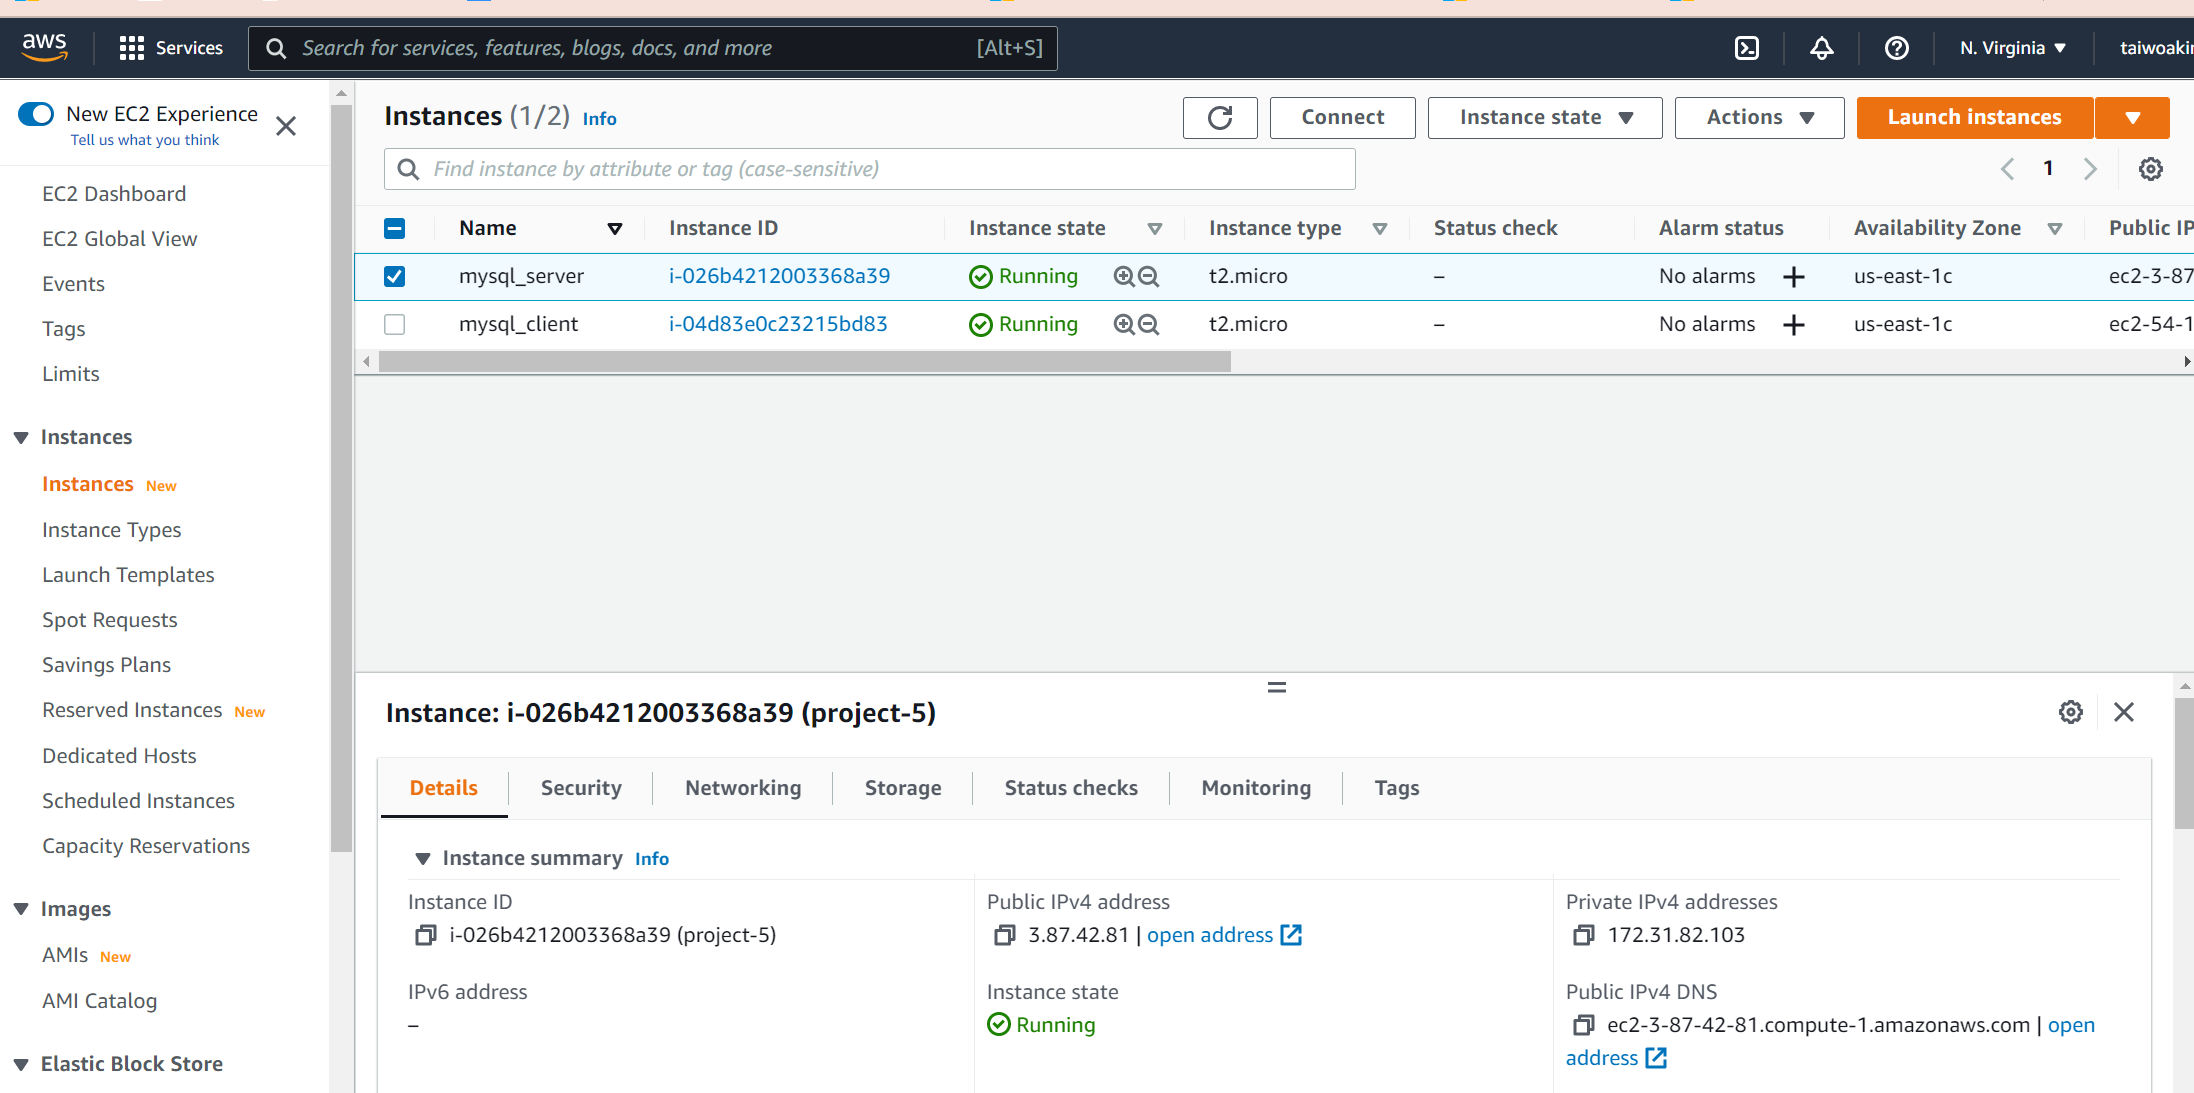 aws
Services
Search for services, features, blogs, docs, and more
[Alt+S]
N. Virginia
taiwoakin
New EC2 Experience
Tell us what you think
EC2 Dashboard
EC2 Global View
Events
Tags
Limits
Instances
Instances New
Instance Types
Launch Templates
Spot Requests
Savings Plans
Reserved Instances New
Dedicated Hosts
Scheduled Instances
Capacity Reservations
Images
AMIs New
AMI Catalog
Elastic Block Store
Instances (1/2) Info
Connect
Instance state
Actions
Launch instances
Find instance by attribute or tag (case-sensitive)
1
Name Instance ID Instance state Instance type Status check Alarm status Availability Zone Public IP
mysql_server i-026b4212003368a39 Running t2.micro – No alarms + us-east-1c ec2-3-87
mysql_client i-04d83e0c23215bd83 Running t2.micro – No alarms + us-east-1c ec2-54-1
Instance: i-026b4212003368a39 (project-5)
Details
Security
Networking
Storage
Status checks
Monitoring
Tags
Instance summary Info
Instance ID
i-026b4212003368a39 (project-5)
Public IPv4 address
3.87.42.81 | open address
Private IPv4 addresses
172.31.82.103
IPv6 address
–
Instance state
Running
Public IPv4 DNS
ec2-3-87-42-81.compute-1.amazonaws.com | open
address